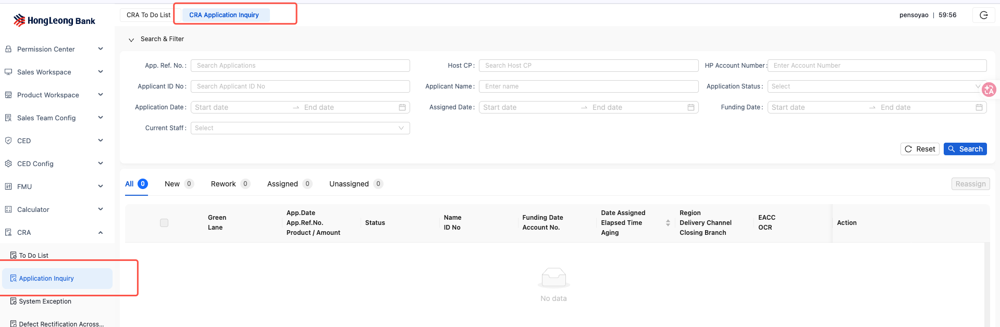 HongLeong Bank
CRA To Do List
CRA Application Inquiry
pensoyao | 59:56
Permission Center
Sales Workspace
Product Workspace
Sales Team Config
CED
CED Config
FMU
Calculator
CRA
To Do List
Application Inquiry
System Exception
Defect Rectification Across...
Search & Filter
App. Ref. No. : Search Applications
Host CP : Search Host CP
HP Account Number : Enter Account Number
Applicant ID No : Search Applicant ID No
Applicant Name : Enter name
Application Status : Select
Application Date : Start date → End date
Assigned Date : Start date → End date
Funding Date : Start date → End date
Current Staff : Select
Reset
Search
All 0
New 0
Rework 0
Assigned 0
Unassigned 0
Reassign
Green
Lane
App.Date
App.Ref.No.
Product / Amount
Status
Name
ID No
Funding Date
Account No.
Date Assigned
Elapsed Time
Aging
Region
Delivery Channel
Closing Branch
EACC
OCR
Action
No data